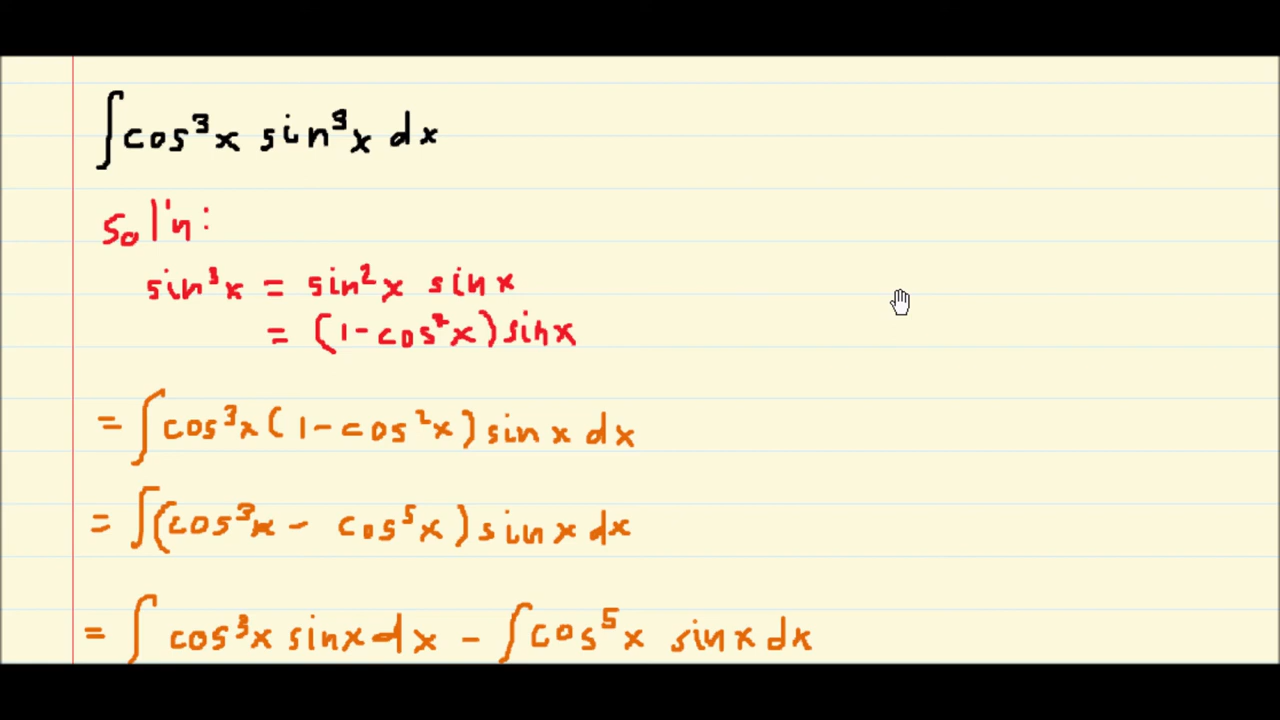 ∫cos³x sin³x dx
Sol'n:
sin³x = sin²x sinx
= (1-cos²x)sinx
= ∫cos³x(1-cos²x)sinx dx
= ∫(cos³x - cos⁵x)sinx dx
= ∫cos³x sinx dx - ∫cos⁵x sinx dx